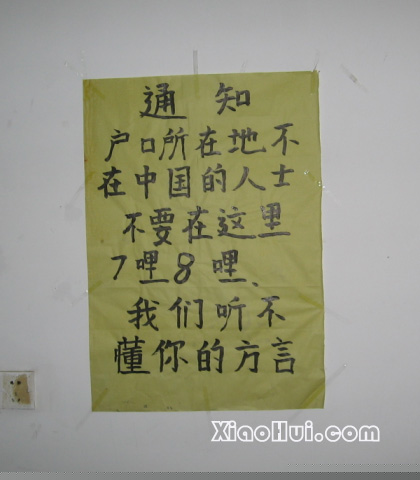 通知
户口所在地不
在中国的人士
不要在这里
7哩8哩、
我们听不
懂你的方言
XiaoHui.com